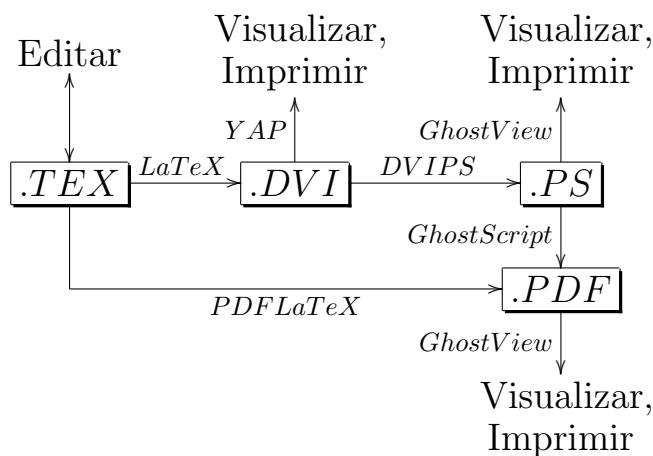 Editar
Visualizar,
Imprimir
Visualizar,
Imprimir
YAP
GhostView
.TEX
LaTeX
.DVI
DVIPS
.PS
GhostScript
PDFLaTeX
.PDF
GhostView
Visualizar,
Imprimir